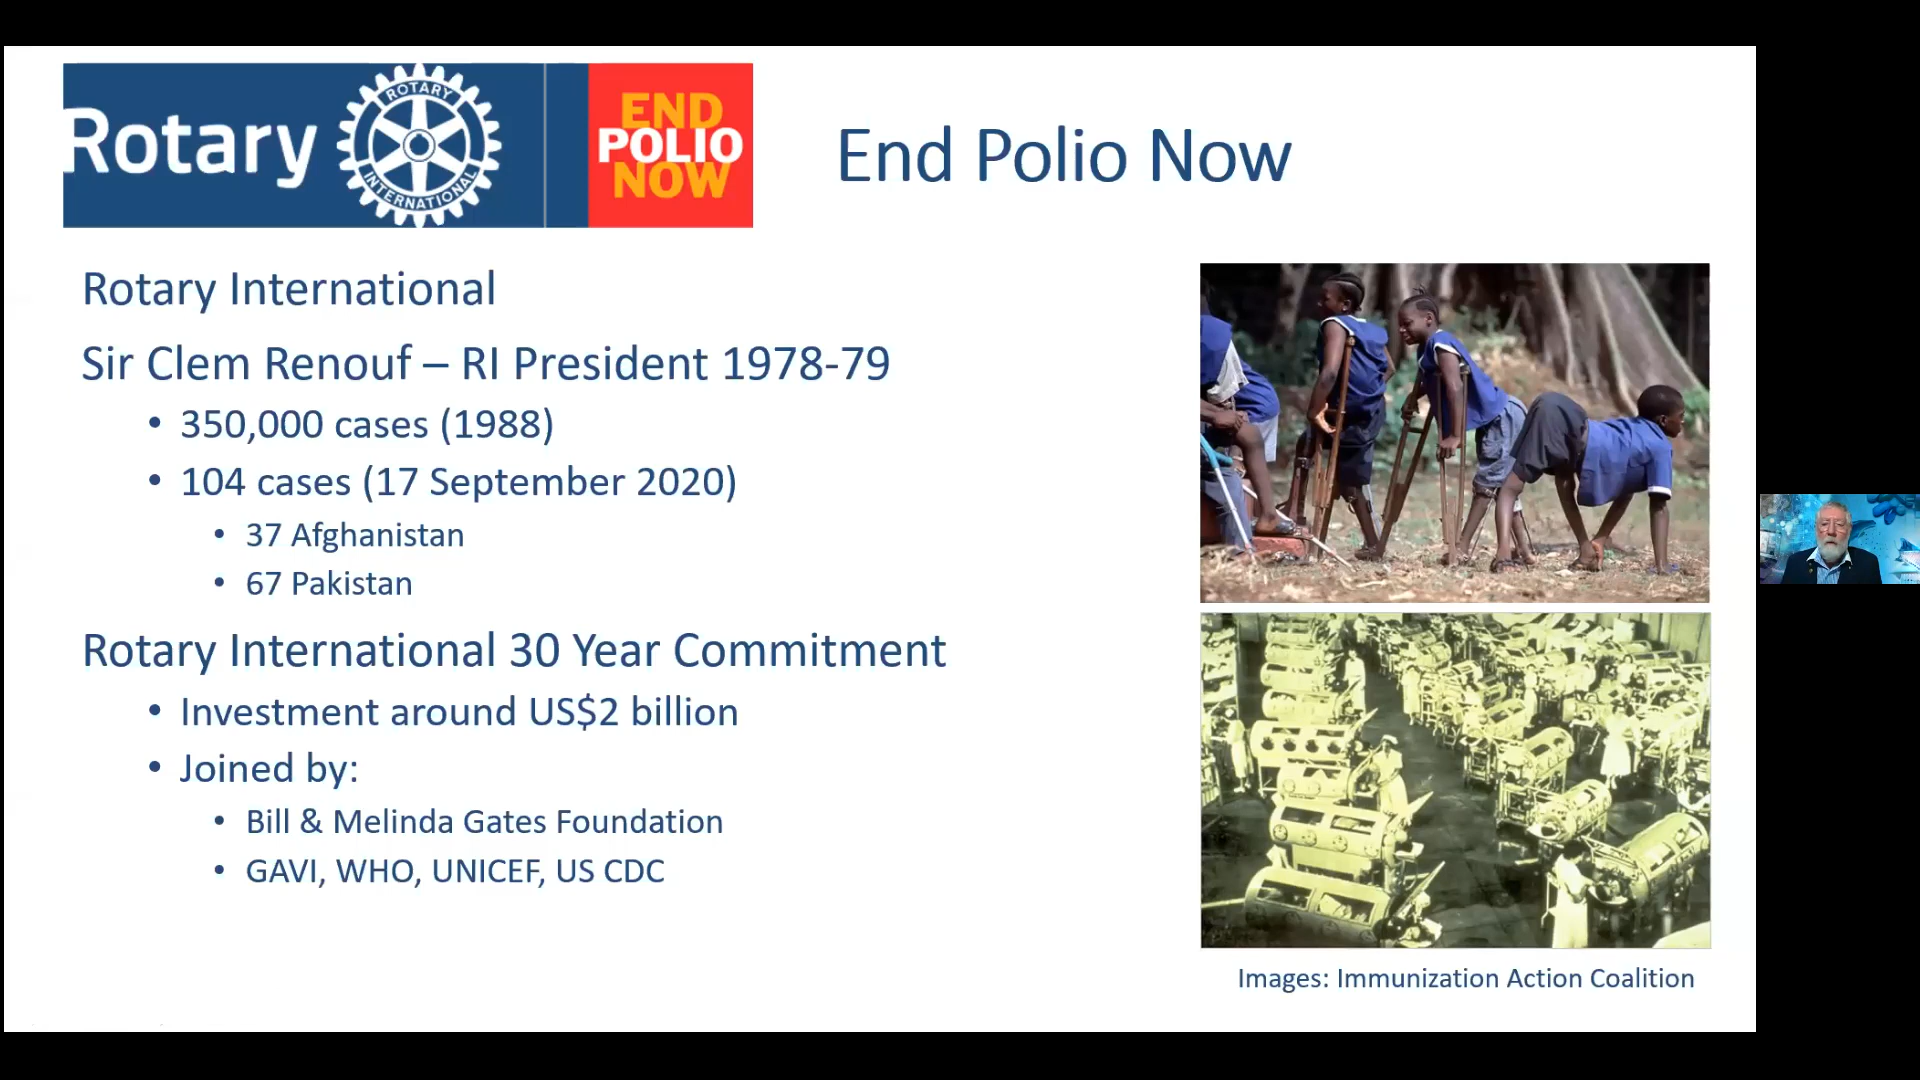 Rotary
ROTARY
INTERNATIONAL
END
POLIO
NOW
End Polio Now
Rotary International
Sir Clem Renouf – RI President 1978-79
• 350,000 cases (1988)
• 104 cases (17 September 2020)
• 37 Afghanistan
• 67 Pakistan
Rotary International 30 Year Commitment
• Investment around US$2 billion
• Joined by:
• Bill & Melinda Gates Foundation
• GAVI, WHO, UNICEF, US CDC
Images: Immunization Action Coalition